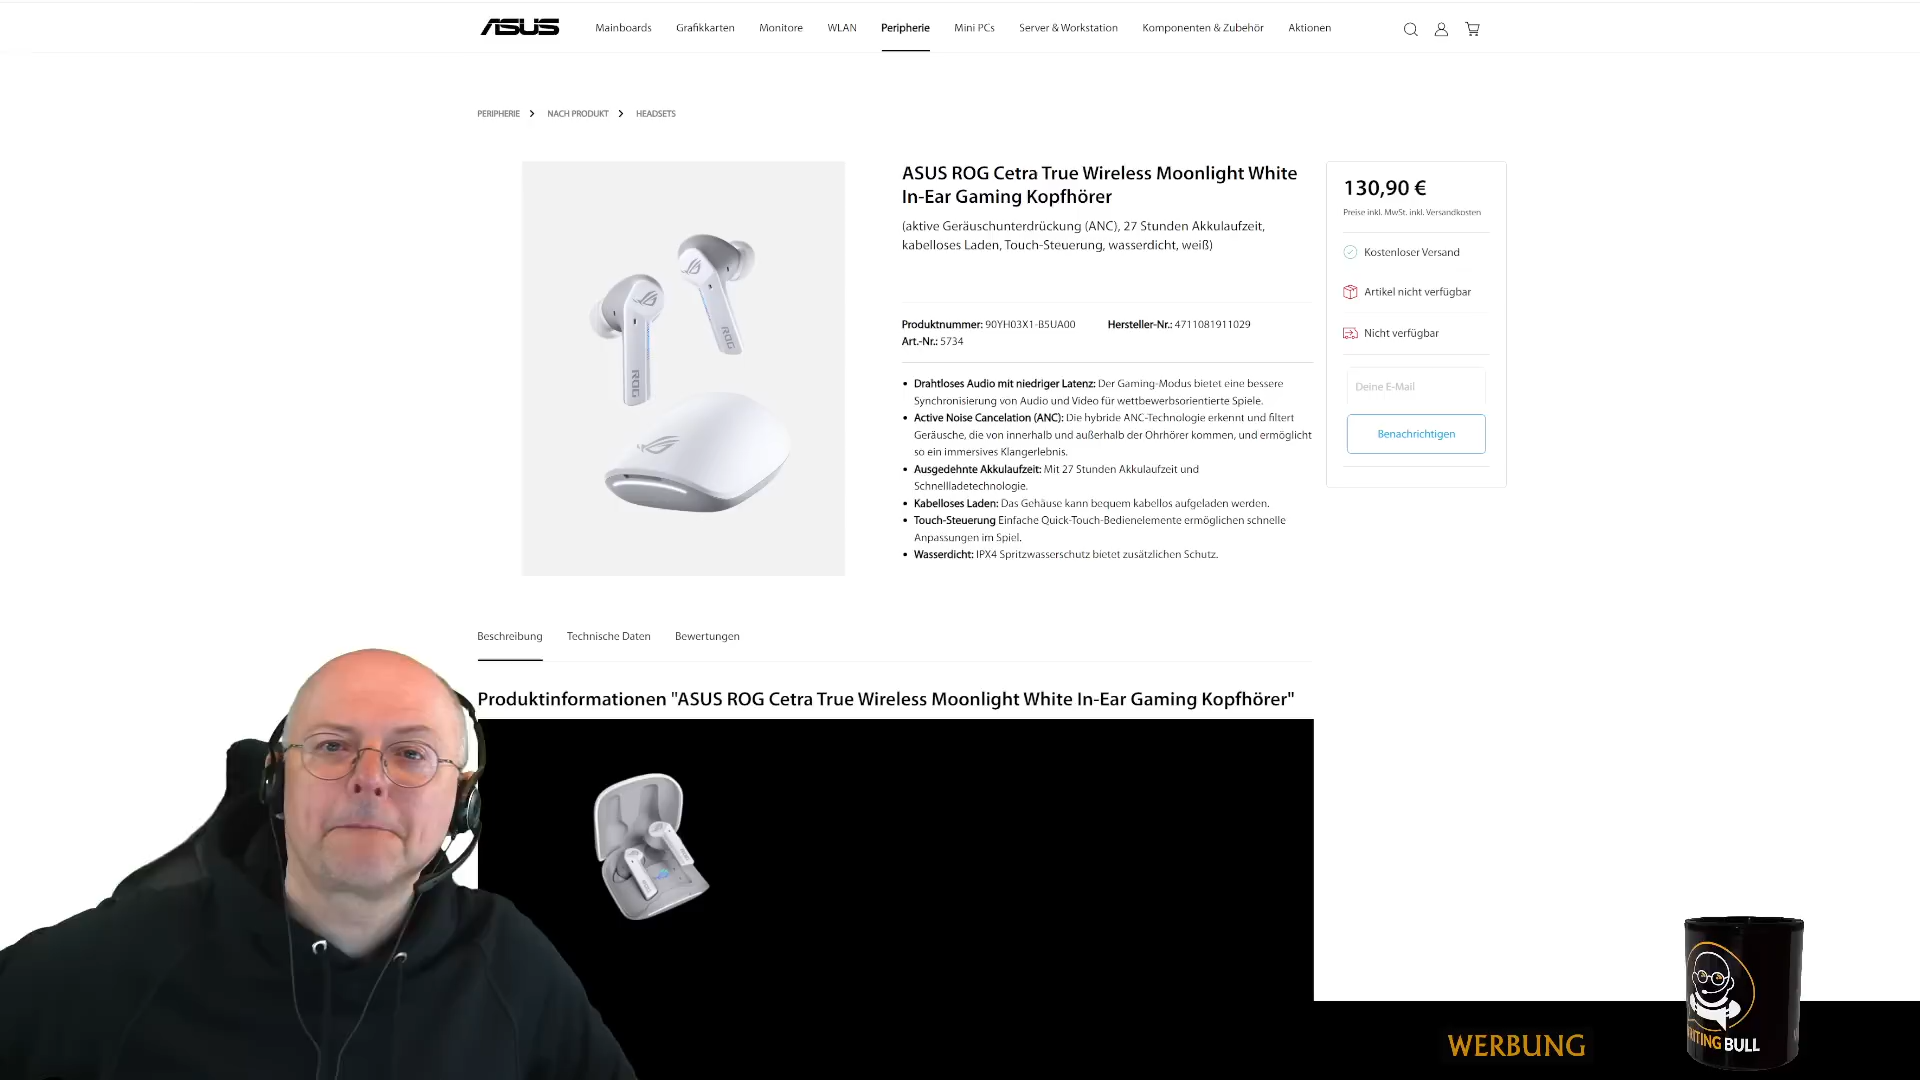 ASUS
Mainboards
Grafikkarten
Monitore
WLAN
Peripherie
Mini PCs
Server & Workstation
Komponenten & Zubehör
Aktionen
PERIPHERIE
NACH PRODUKT
HEADSETS
ASUS ROG Cetra True Wireless Moonlight White
In-Ear Gaming Kopfhörer
(aktive Geräuschunterdrückung (ANC), 27 Stunden Akkulaufzeit,
kabelloses Laden, Touch-Steuerung, wasserdicht, weiß)
Produktnummer: 90YH03X1-B5UA00
Hersteller-Nr.: 4711081911029
Art.-Nr.: 5734
Drahtloses Audio mit niedriger Latenz: Der Gaming-Modus bietet eine bessere
Synchronisierung von Audio und Video für wettbewerbsorientierte Spiele.
Active Noise Cancelation (ANC): Die hybride ANC-Technologie erkennt und filtert
Geräusche, die von innerhalb und außerhalb der Ohrhörer kommen, und ermöglicht
so ein immersives Klangerlebnis.
Ausgedehnte Akkulaufzeit: Mit 27 Stunden Akkulaufzeit und
Schnellladetechnologie.
Kabelloses Laden: Das Gehäuse kann bequem kabellos aufgeladen werden.
Touch-Steuerung Einfache Quick-Touch-Bedienelemente ermöglichen schnelle
Anpassungen im Spiel.
Wasserdicht: IPX4 Spritzwasserschutz bietet zusätzlichen Schutz.
130,90 €
Preise inkl. MwSt. inkl. Versandkosten
Kostenloser Versand
Artikel nicht verfügbar
Nicht verfügbar
Deine E-Mail
Benachrichtigen
ROG
ROG
Beschreibung
Technische Daten
Bewertungen
Produktinformationen "ASUS ROG Cetra True Wireless Moonlight White In-Ear Gaming Kopfhörer"
WERBUNG
BULL